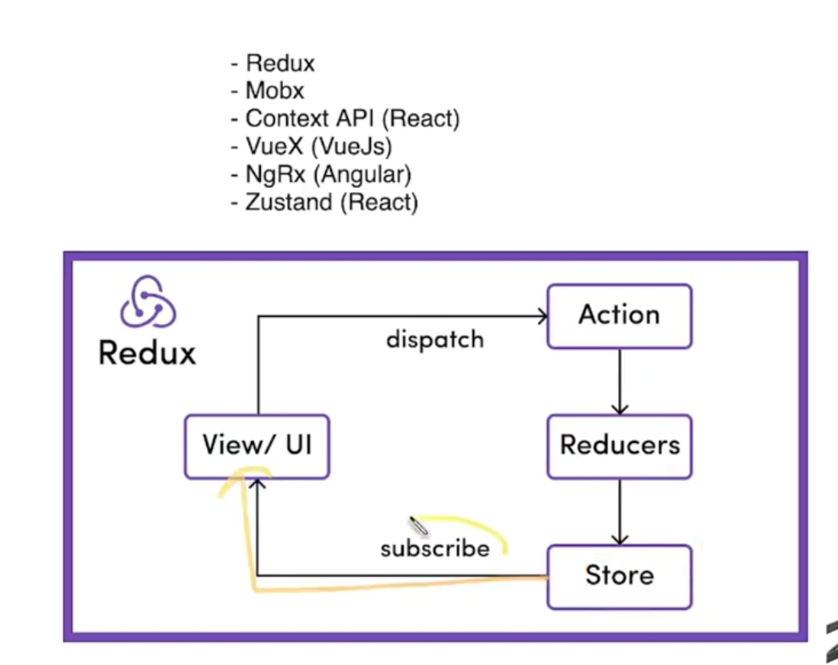 - Redux
- Mobx
- Context API (React)
- VueX (VueJs)
- NgRx (Angular)
- Zustand (React)
Redux
dispatch
Action
View/ UI
Reducers
subscribe
Store